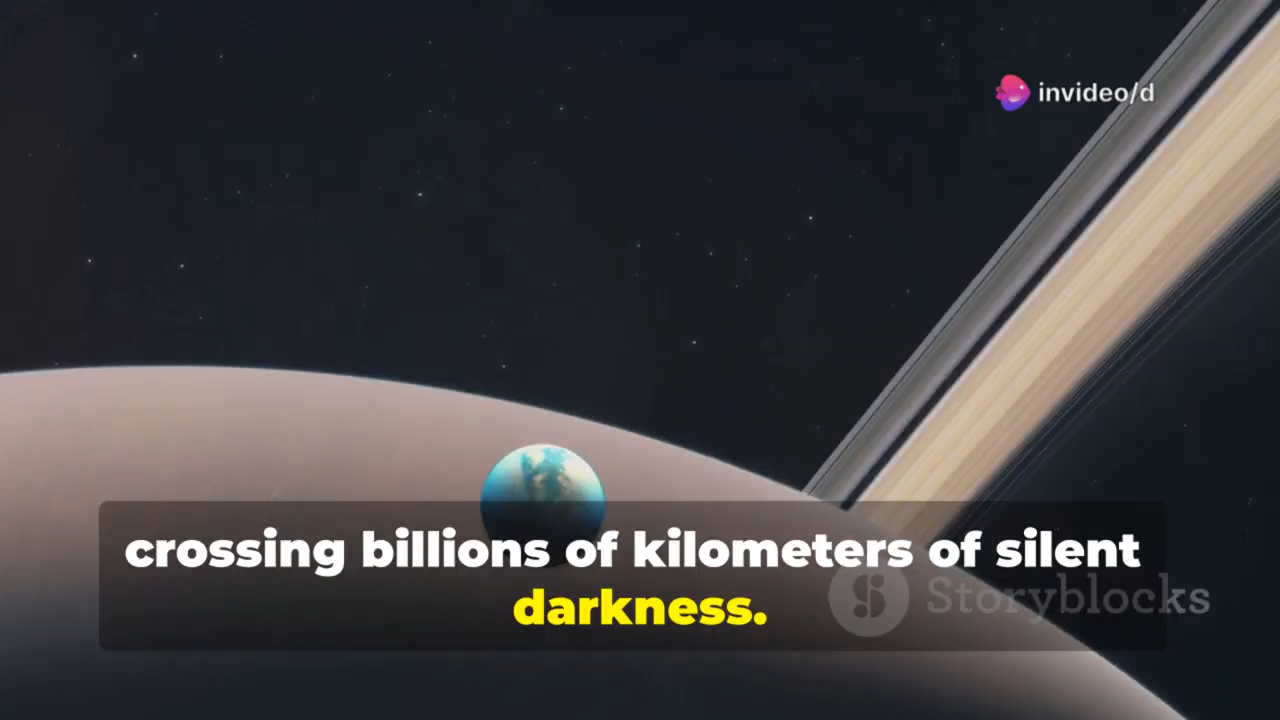 invideo/d
crossing billions of kilometers of silent
darkness.
Storyblocks